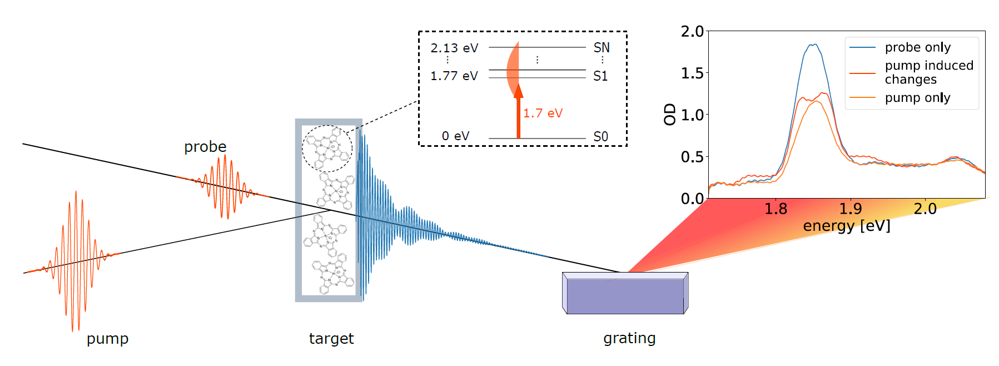 probe
pump
target
grating
2.13 eV
SN
1.77 eV
S1
1.7 eV
0 eV
S0
2.0
1.5
1.0
0.5
0.0
OD
probe only
pump induced
changes
pump only
1.8 1.9 2.0
energy [eV]